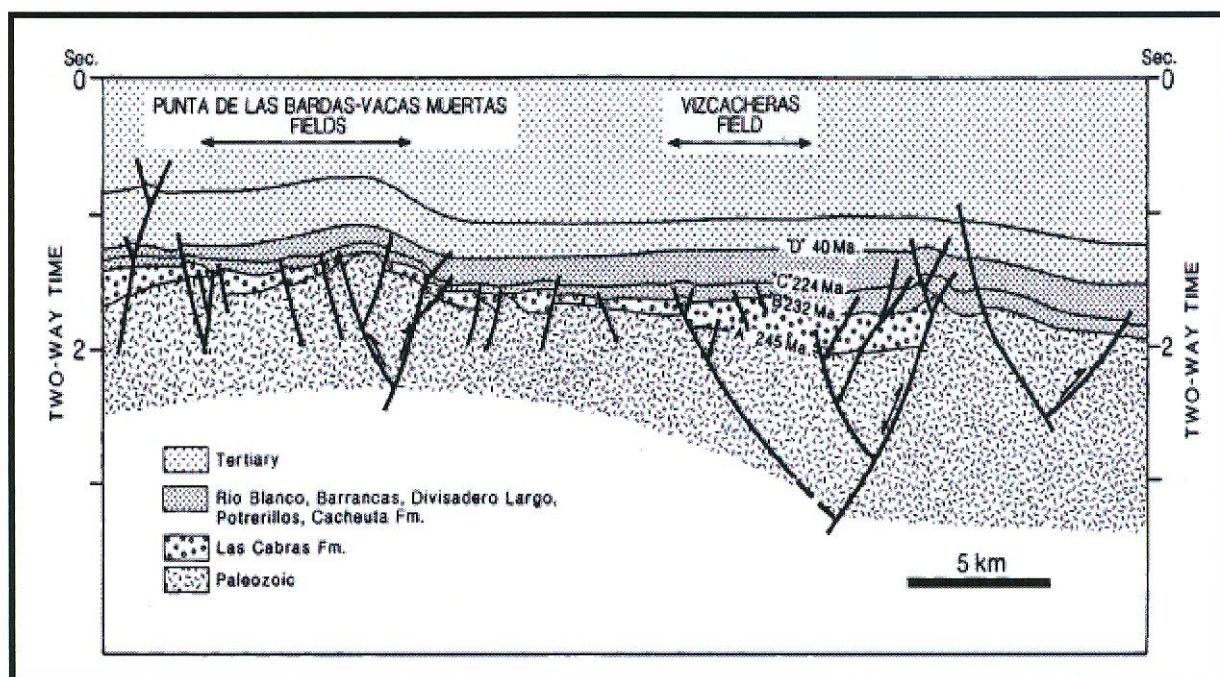 Sec.
Sec.
0
0
PUNTA DE LAS BARDAS-VACAS MUERTAS
FIELDS
VIZCACHERAS
FIELD
TWO-WAY TIME
TWO-WAY TIME
"D" 40 Ma.
"C" 224 Ma.
"B" 232 Ma.
"A" 245 Ma.
2
2
Tertiary
Rio Blanco, Barrancas, Divisadero Largo,
Potrerillos, Cacheuta Fm.
Las Cabras Fm.
Paleozoic
5 km